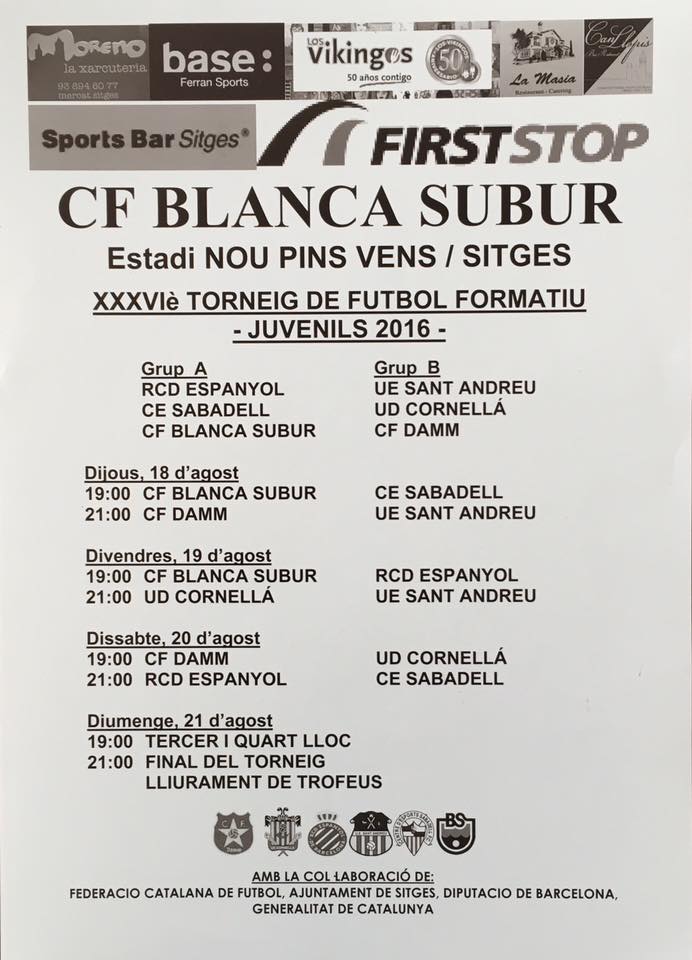 Moreno
la xarcuteria
93 894 60 77
mercat sitges
base:
Ferran Sports
LOS Vikingos
50 años contigo
50
La Masia
Restaurant - Catering
Can Llopis
Sports Bar Sitges®
FIRSTSTOP
CF BLANCA SUBUR
Estadi NOU PINS VENS / SITGES
XXXVIè TORNEIG DE FUTBOL FORMATIU
- JUVENILS 2016 -
Grup A Grup B
RCD ESPANYOL UE SANT ANDREU
CE SABADELL UD CORNELLÁ
CF BLANCA SUBUR CF DAMM
Dijous, 18 d'agost
19:00 CF BLANCA SUBUR CE SABADELL
21:00 CF DAMM UE SANT ANDREU
Divendres, 19 d'agost
19:00 CF BLANCA SUBUR RCD ESPANYOL
21:00 UD CORNELLÁ UE SANT ANDREU
Dissabte, 20 d'agost
19:00 CF DAMM UD CORNELLÁ
21:00 RCD ESPANYOL CE SABADELL
Diumenge, 21 d'agost
19:00 TERCER I QUART LLOC
21:00 FINAL DEL TORNEIG
LLIURAMENT DE TROFEUS
C F
Damm
BS
AMB LA COL·LABORACIÓ DE:
FEDERACIO CATALANA DE FUTBOL, AJUNTAMENT DE SITGES, DIPUTACIO DE BARCELONA,
GENERALITAT DE CATALUNYA